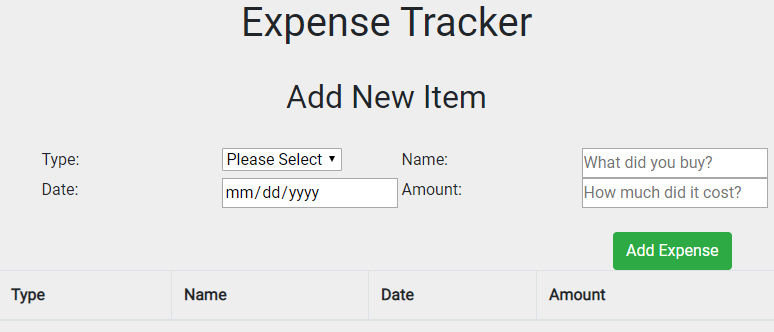 Expense Tracker
Add New Item
Type: Please Select Name: What did you buy?
Date: mm/dd/yyyy Amount: How much did it cost?
Add Expense
Type Name Date Amount